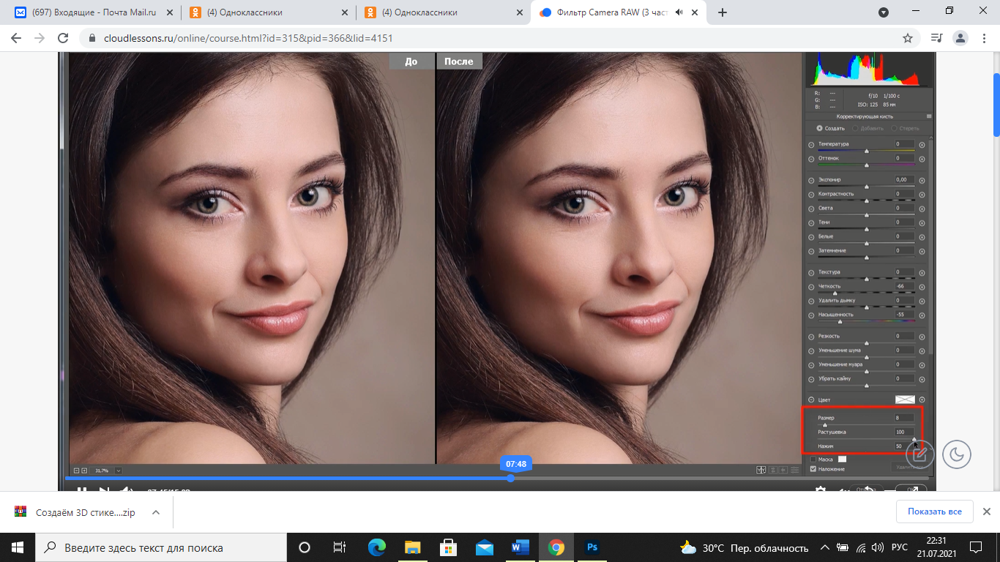 (697) Входящие - Почта Mail.ru
(4) Одноклассники
(4) Одноклассники
Фильтр Camera RAW (3 част
cloudlessons.ru/online/course.html?id=315&pid=366&lid=4151
До
После
R: ---
G: ---
B: ---
f/10 1/100 с
ISO: 125 85 мм
Корректирующая кисть
Создать Добавить Стереть
Температура 0
Оттенок 0
Экспонир 0,00
Контрастность 0
Света 0
Тени 0
Белые 0
Затемнение 0
Текстура 0
Четкость -66
Удалить дымку 0
Насыщенность -55
Резкость 0
Уменьшение шума 0
Уменьшение муара 0
Убрать кайму 0
Цвет
Размер 8
Растушевка 100
Нажим 50
Маска
Наложение
31,7%
07:48
Создаём 3D стике....zip
Показать все
Введите здесь текст для поиска
30°C Пер. облачность
РУС
22:31
21.07.2021